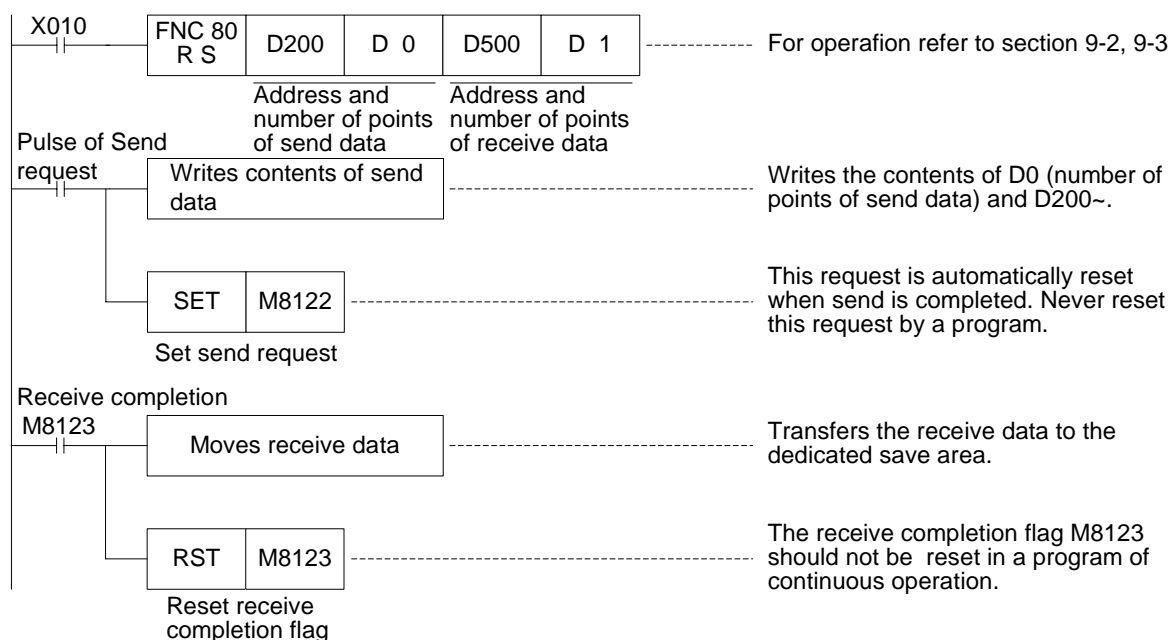 X010
FNC 80
R S
D200
D 0
D500
D 1
For operafion refer to section 9-2, 9-3
Address and
number of points
of send data
Address and
number of points
of receive data
Pulse of Send
request
Writes contents of send
data
Writes the contents of D0 (number of
points of send data) and D200~.
SET
M8122
This request is automatically reset
when send is completed. Never reset
this request by a program.
Set send request
Receive completion
M8123
Moves receive data
Transfers the receive data to the
dedicated save area.
RST
M8123
The receive completion flag M8123
should not be reset in a program of
continuous operation.
Reset receive
completion flag